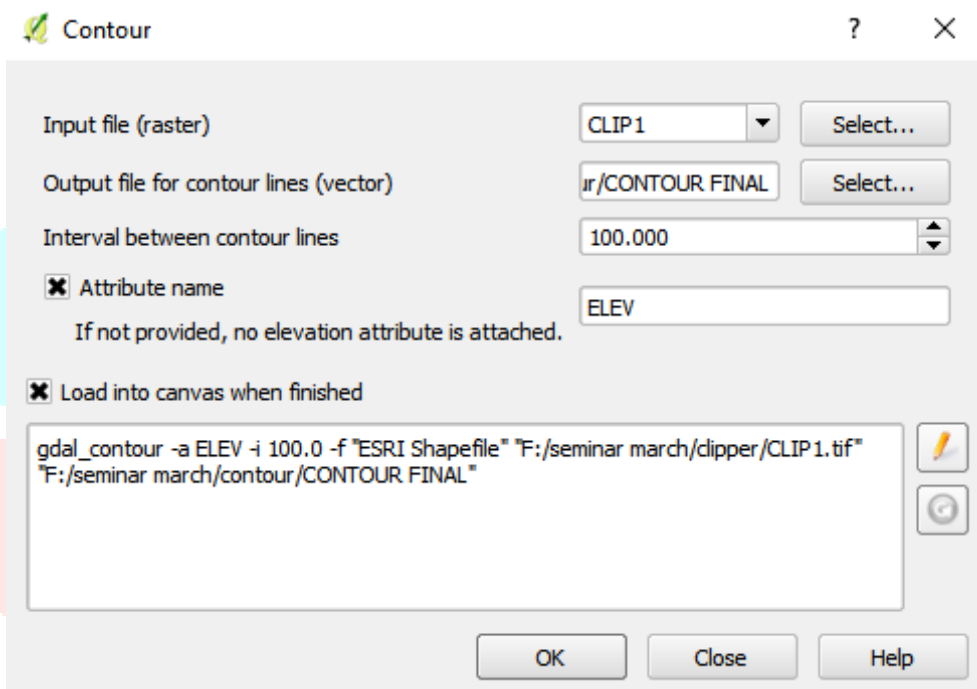 Contour ?
Input file (raster) CLIP1 Select...
Output file for contour lines (vector) ur/CONTOUR FINAL Select...
Interval between contour lines 100.000
Attribute name
ELEV
If not provided, no elevation attribute is attached.
Load into canvas when finished
gdal_contour -a ELEV -i 100.0 -f "ESRI Shapefile" "F:/seminar march/clipper/CLIP1.tif"
"F:/seminar march/contour/CONTOUR FINAL"
OK Close Help